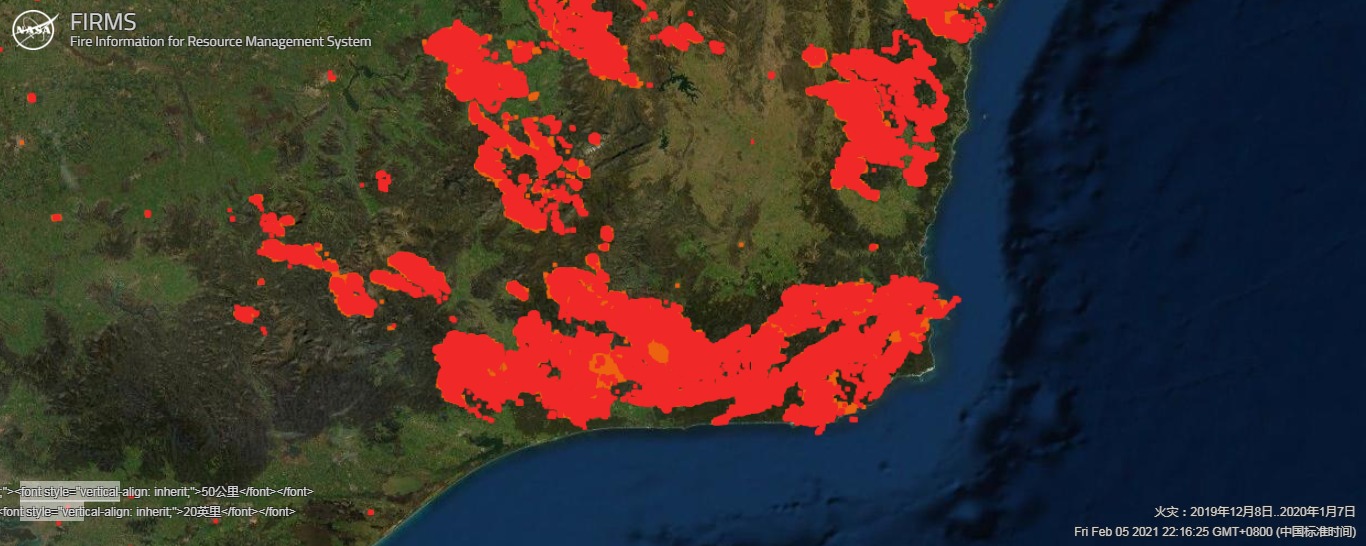 NASA
FIRMS
Fire Information for Resource Management System
;"><font style="vertical-align: inherit;">50公里</font></font>
<font style="vertical-align: inherit;">20英里</font></font>
火灾：2019年12月8日..2020年1月7日
Fri Feb 05 2021 22:16:25 GMT+0800 (中国标准时间)